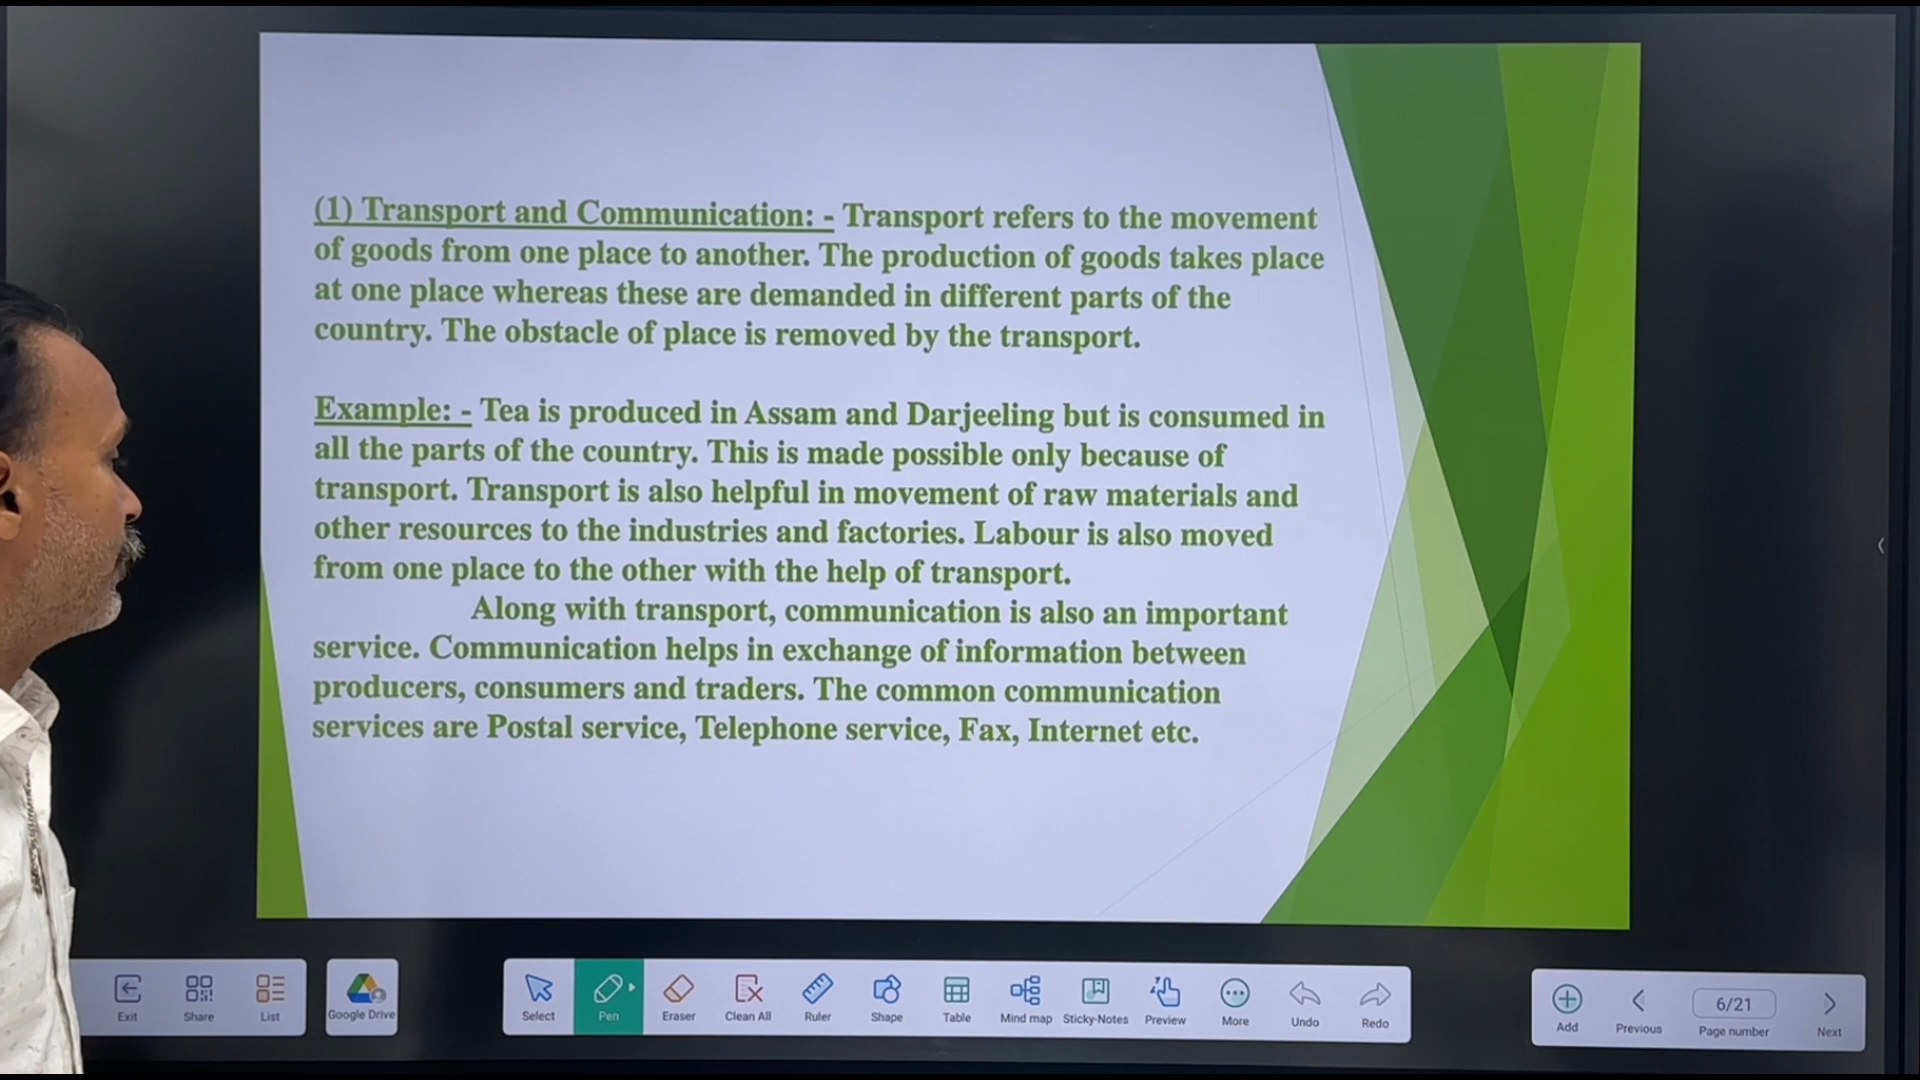 (1) Transport and Communication: - Transport refers to the movement
of goods from one place to another. The production of goods takes place
at one place whereas these are demanded in different parts of the
country. The obstacle of place is removed by the transport.
Example: - Tea is produced in Assam and Darjeeling but is consumed in
all the parts of the country. This is made possible only because of
transport. Transport is also helpful in movement of raw materials and
other resources to the industries and factories. Labour is also moved
from one place to the other with the help of transport.
Along with transport, communication is also an important
service. Communication helps in exchange of information between
producers, consumers and traders. The common communication
services are Postal service, Telephone service, Fax, Internet etc.
Exit Share List Google Drive Select Pen Eraser Clean All Ruler Shape Table Mind map Sticky-Notes Preview More Undo Redo Add Previous 6/21 Page number Next